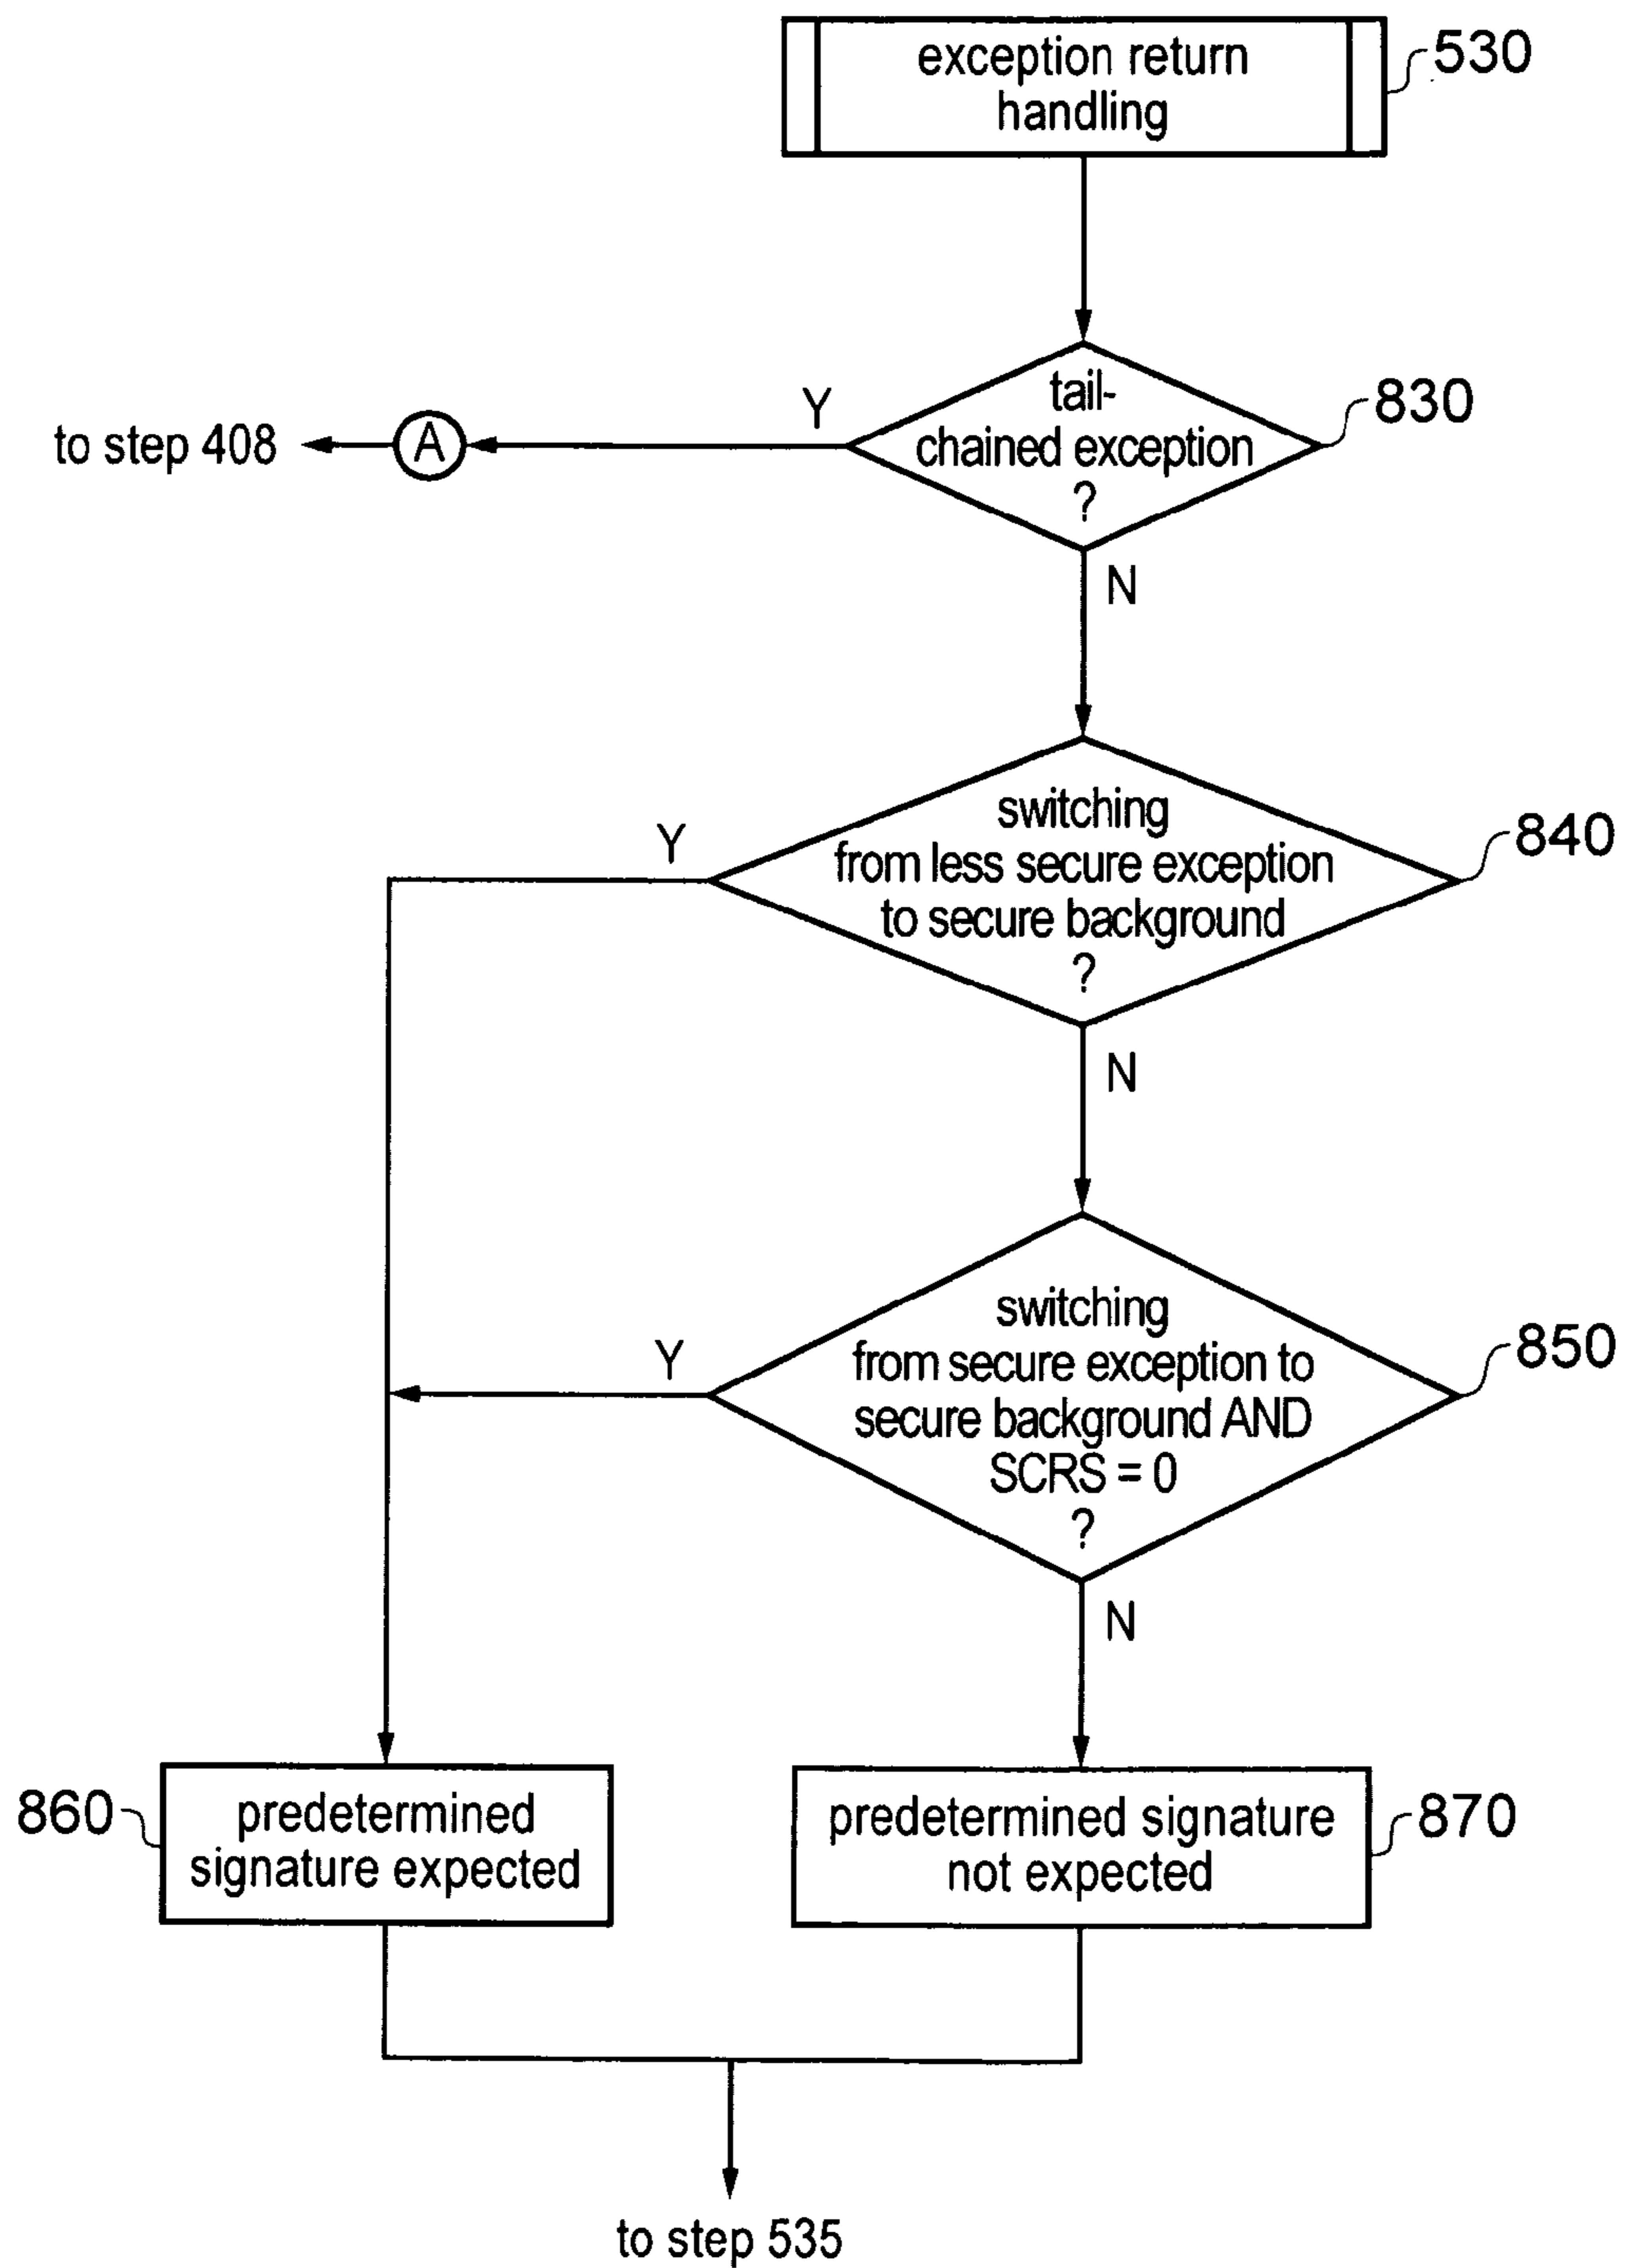 exception return
handling
530
tail-
chained exception
?
830
Y
A
to step 408
N
switching
from less secure exception
to secure background
?
840
Y
N
switching
from secure exception to
secure background AND
SCRS = 0
?
850
Y
N
860
predetermined
signature expected
predetermined signature
not expected
870
to step 535